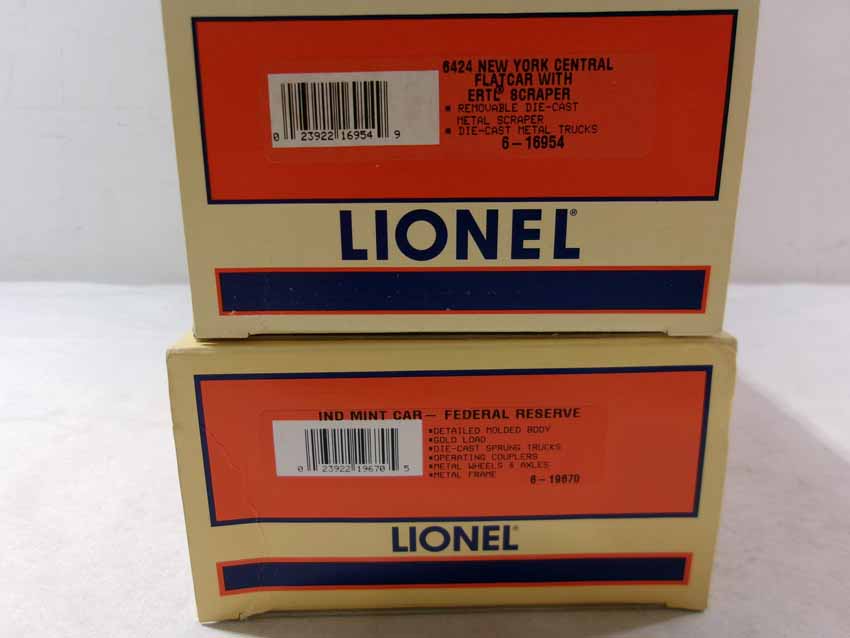 6424 NEW YORK CENTRAL
FLATCAR WITH
ERTL® SCRAPER
■ REMOVABLE DIE-CAST
METAL SCRAPER
■ DIE-CAST METAL TRUCKS
6-16954
0 23922 16954 9
LIONEL®
IND MINT CAR— FEDERAL RESERVE
*DETAILED MOLDED BODY
*GOLD LOAD
*DIE-CAST SPRUNG TRUCKS
*OPERATING COUPLERS
*METAL WHEELS & AXLES
*METAL FRAME
6-19670
0 23922 19670 5
LIONEL®